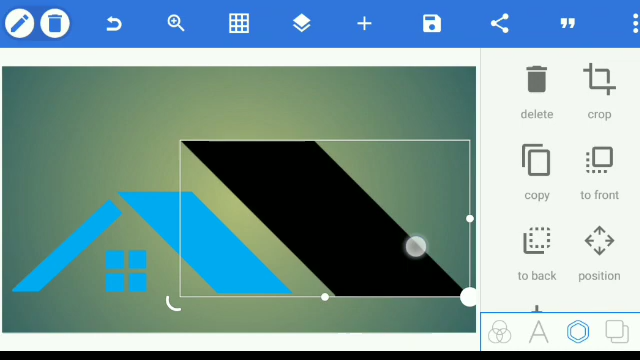 delete
crop
copy
to front
to back
position